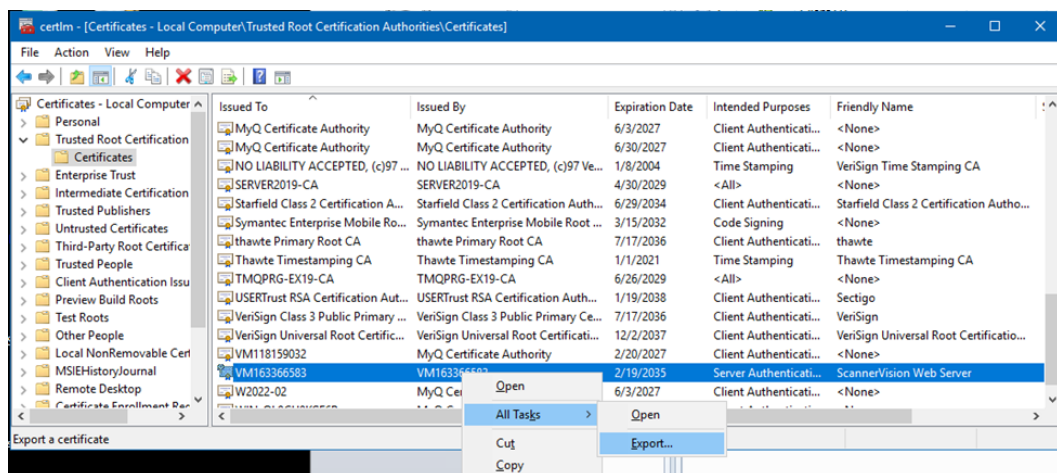 certlm - [Certificates - Local Computer\Trusted Root Certification Authorities\Certificates]
File Action View Help
Certificates - Local Computer
Personal
Trusted Root Certification
Certificates
Enterprise Trust
Intermediate Certification
Trusted Publishers
Untrusted Certificates
Third-Party Root Certifica
Trusted People
Client Authentication Issu
Preview Build Roots
Test Roots
Other People
Local NonRemovable Cert
MSIEHistoryJournal
Remote Desktop
Certificate Enrollment Req
Issued To Issued By Expiration Date Intended Purposes Friendly Name
MyQ Certificate Authority MyQ Certificate Authority 6/3/2027 Client Authenticati... <None>
MyQ Certificate Authority MyQ Certificate Authority 6/30/2027 Client Authenticati... <None>
NO LIABILITY ACCEPTED, (c)97 ... NO LIABILITY ACCEPTED, (c)97 Ve... 1/8/2004 Time Stamping VeriSign Time Stamping CA
SERVER2019-CA SERVER2019-CA 4/30/2029 <All> <None>
Starfield Class 2 Certification A... Starfield Class 2 Certification Auth... 6/29/2034 Client Authenticati... Starfield Class 2 Certification Autho...
Symantec Enterprise Mobile Ro... Symantec Enterprise Mobile Root ... 3/15/2032 Code Signing <None>
thawte Primary Root CA thawte Primary Root CA 7/17/2036 Client Authenticati... thawte
Thawte Timestamping CA Thawte Timestamping CA 1/1/2021 Time Stamping Thawte Timestamping CA
TMQPRG-EX19-CA TMQPRG-EX19-CA 6/26/2029 <All> <None>
USERTrust RSA Certification Aut... USERTrust RSA Certification Auth... 1/19/2038 Client Authenticati... Sectigo
VeriSign Class 3 Public Primary ... VeriSign Class 3 Public Primary Ce... 7/17/2036 Client Authenticati... VeriSign
VeriSign Universal Root Certific... VeriSign Universal Root Certificati... 12/2/2037 Client Authenticati... VeriSign Universal Root Certificatio...
VM118159032 MyQ Certificate Authority 2/20/2027 Client Authenticati... <None>
VM163366583 VM163366583 2/19/2035 Server Authenticati... ScannerVision Web Server
W2022-02 MyQ Cer 6/3/2027 Client Authenticati... <None>
Open
All Tasks
Cut
Copy
Open
Export...
Export a certificate